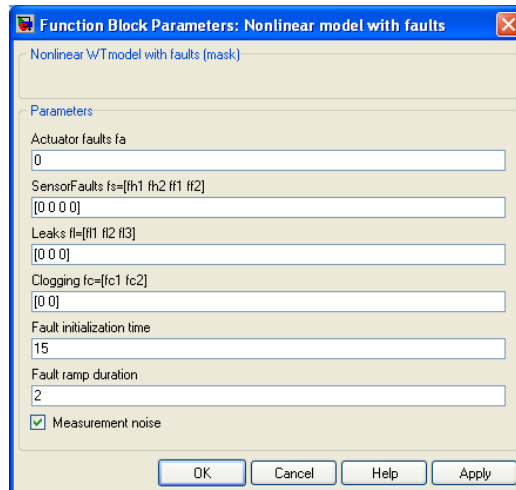 Function Block Parameters: Nonlinear model with faults
Nonlinear WTmodel with faults (mask)
Parameters
Actuator faults fa
0
SensorFaults fs=[fh1 fh2 ff1 ff2]
[0 0 0 0]
Leaks fl=[fl1 fl2 fl3]
[0 0 0]
Clogging fc=[fc1 fc2]
[0 0]
Fault initialization time
15
Fault ramp duration
2
Measurement noise
OK Cancel Help Apply